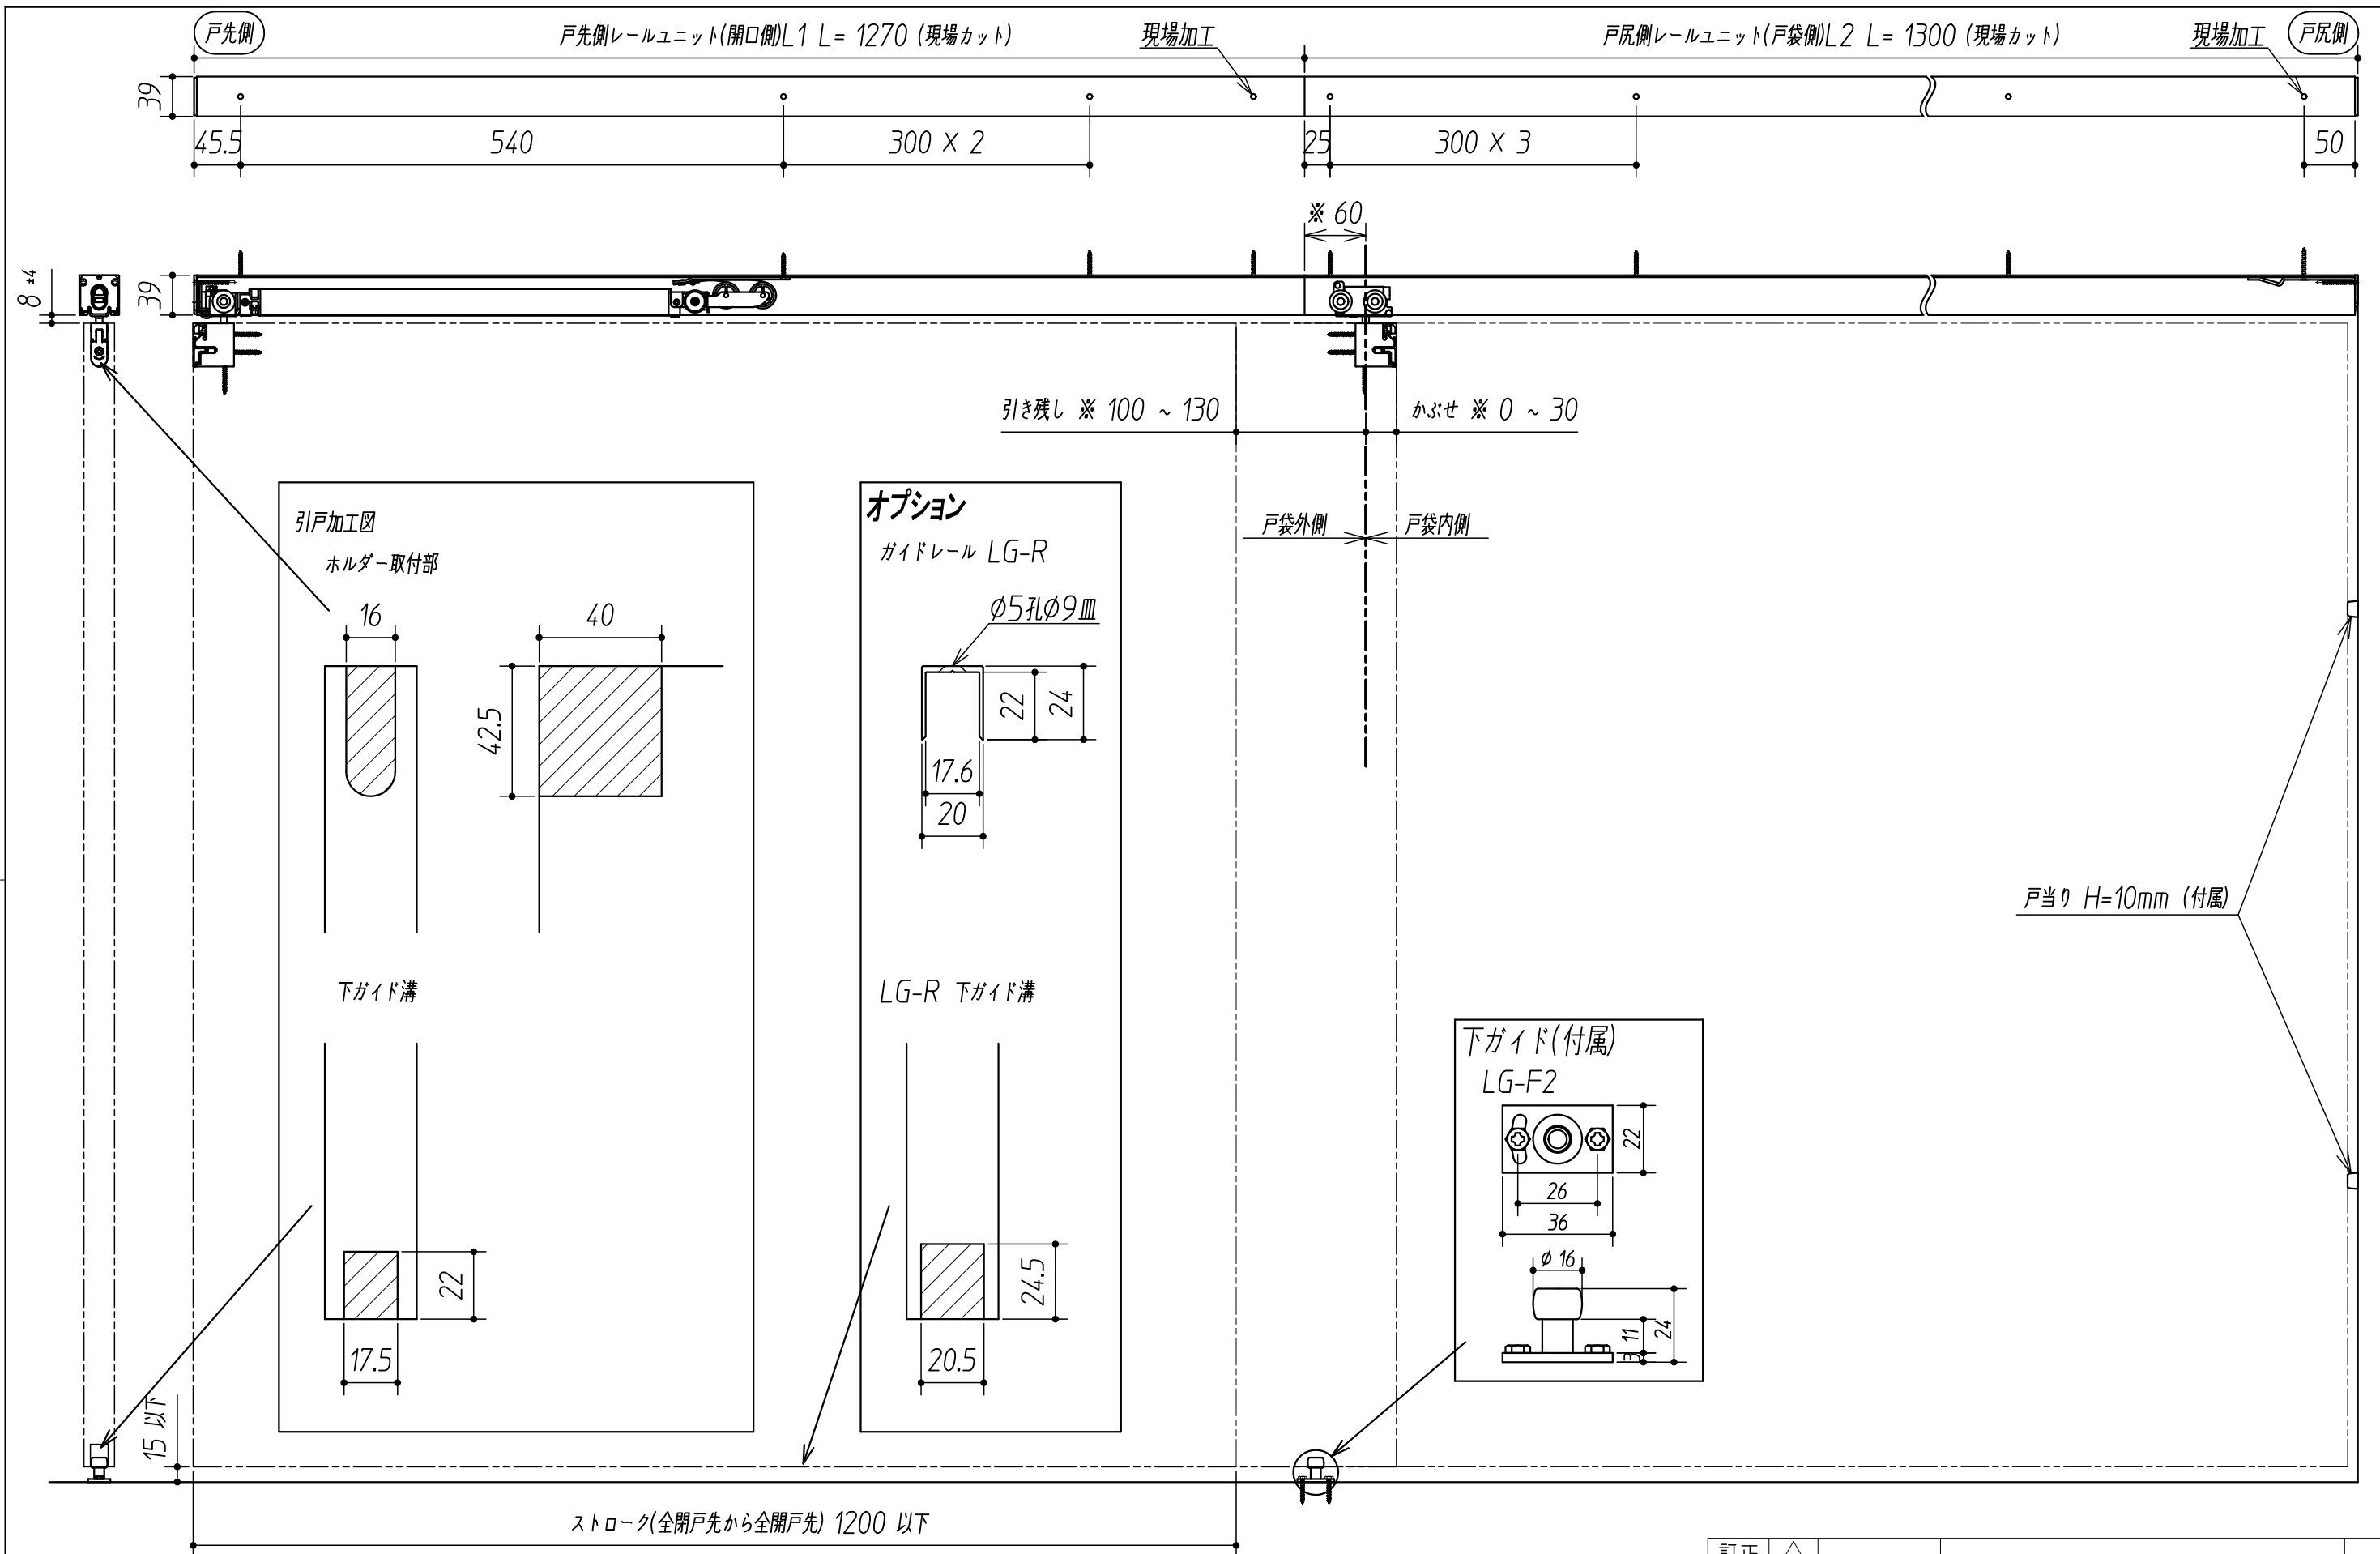 戸先側
戸先側レールユニット(開口側)L1 L= 1270 (現場カット)
現場加工
戸尻側レールユニット(戸袋側)L2 L= 1300 (現場カット)
現場加工
戸尻側
39
45.5
540
300 × 2
25
300 × 3
50
※ 60
8 ±4
39
引き残し ※ 100 ~ 130
かぶせ ※ 0 ~ 30
戸袋外側
戸袋内側
引戸加工図
ホルダー取付部
16
40
42.5
下ガイド溝
22
17.5
オプション
ガイドレール LG-R
φ5孔φ9皿
22
24
17.6
20
LG-R 下ガイド溝
24.5
20.5
戸当り H=10mm (付属)
下ガイド(付属)
LG-F2
22
26
36
φ 16
11
24
3
15 以下
ストローク(全閉戸先から全開戸先) 1200 以下
訂正